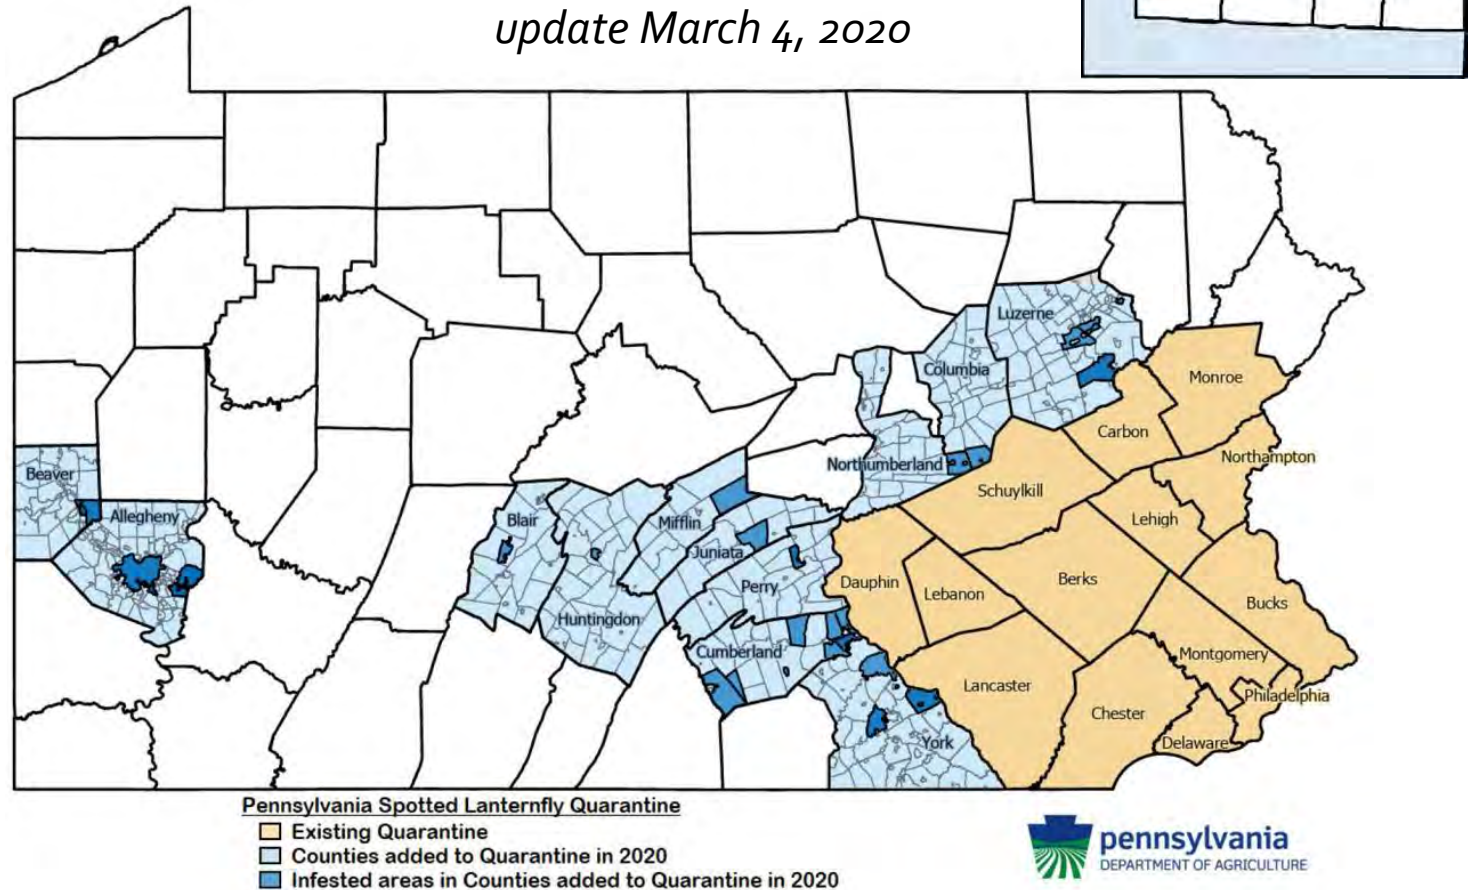 update March 4, 2020
Luzerne
Columbia
Monroe
Carbon
Northampton
Northumberland
Beaver
Schuylkill
Allegheny
Blair
Mifflin
Lehigh
Juniata
Perry
Dauphin
Lebanon
Berks
Bucks
Huntingdon
Cumberland
Montgomery
Lancaster
Philadelphia
Chester
York
Delaware
Pennsylvania Spotted Lanternfly Quarantine
Existing Quarantine
Counties added to Quarantine in 2020
Infested areas in Counties added to Quarantine in 2020
pennsylvania
DEPARTMENT OF AGRICULTURE